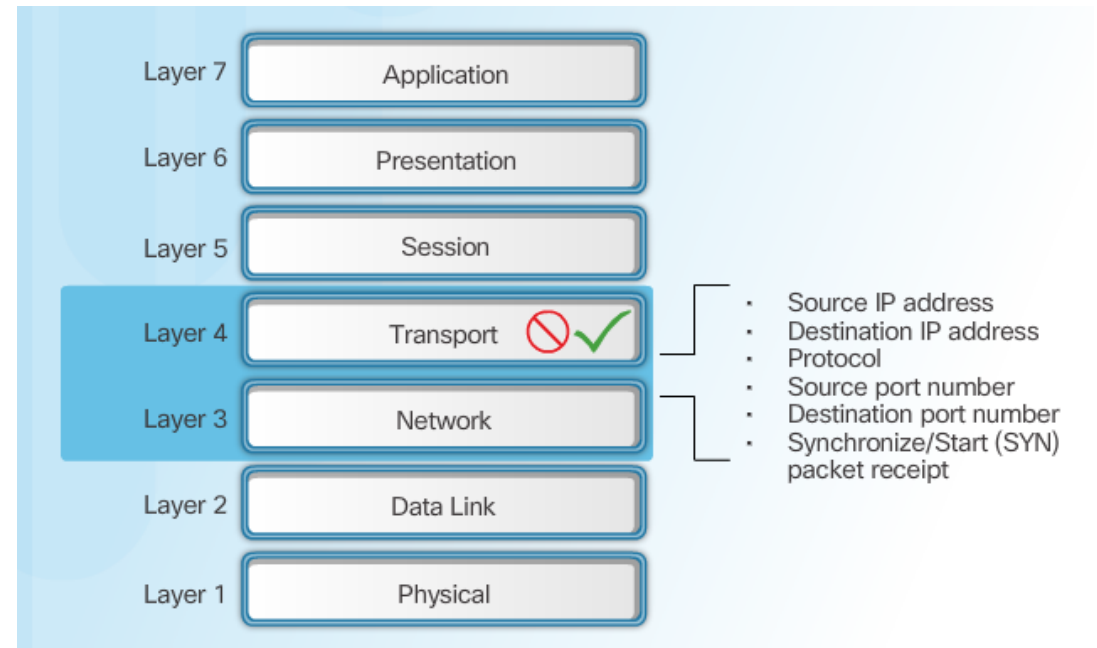 Layer 7 Application
Layer 6 Presentation
Layer 5 Session
Layer 4 Transport
Layer 3 Network
Layer 2 Data Link
Layer 1 Physical
· Source IP address
· Destination IP address
· Protocol
· Source port number
· Destination port number
· Synchronize/Start (SYN)
packet receipt